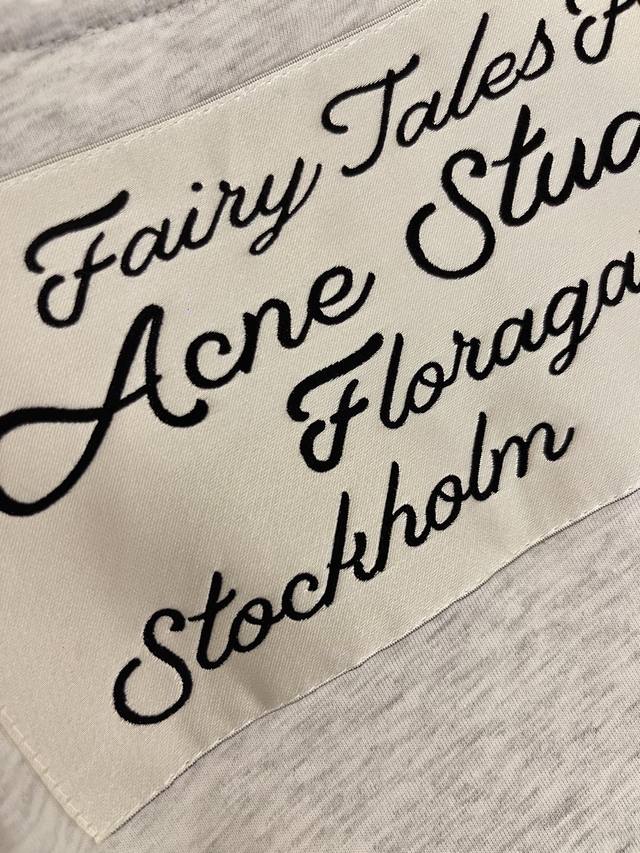 Fairy Tales F
Acne Stud
Floraga
Stockholm